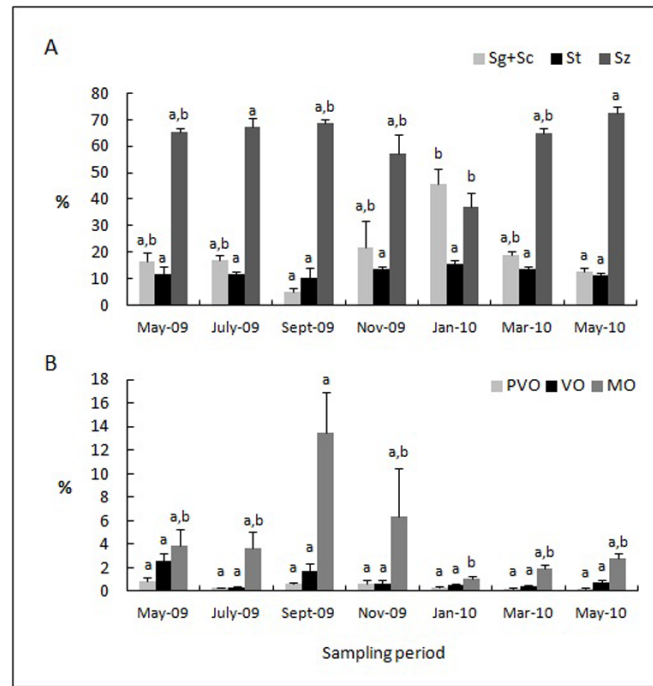 A
Sg+Sc St Sz
80
70
60
50
40
30
20
10
0
%
a,b a a,b a,b b b a,b a
a,b a a,b a a a a,b a a a,b a a a
May-09 July-09 Sept-09 Nov-09 Jan-10 Mar-10 May-10
B
PVO VO MO
18
16
14
12
10
8
6
4
2
0
%
a a a,b a a a,b a a a a a a,b a a b a a a,b a a a,b
May-09 July-09 Sept-09 Nov-09 Jan-10 Mar-10 May-10
Sampling period